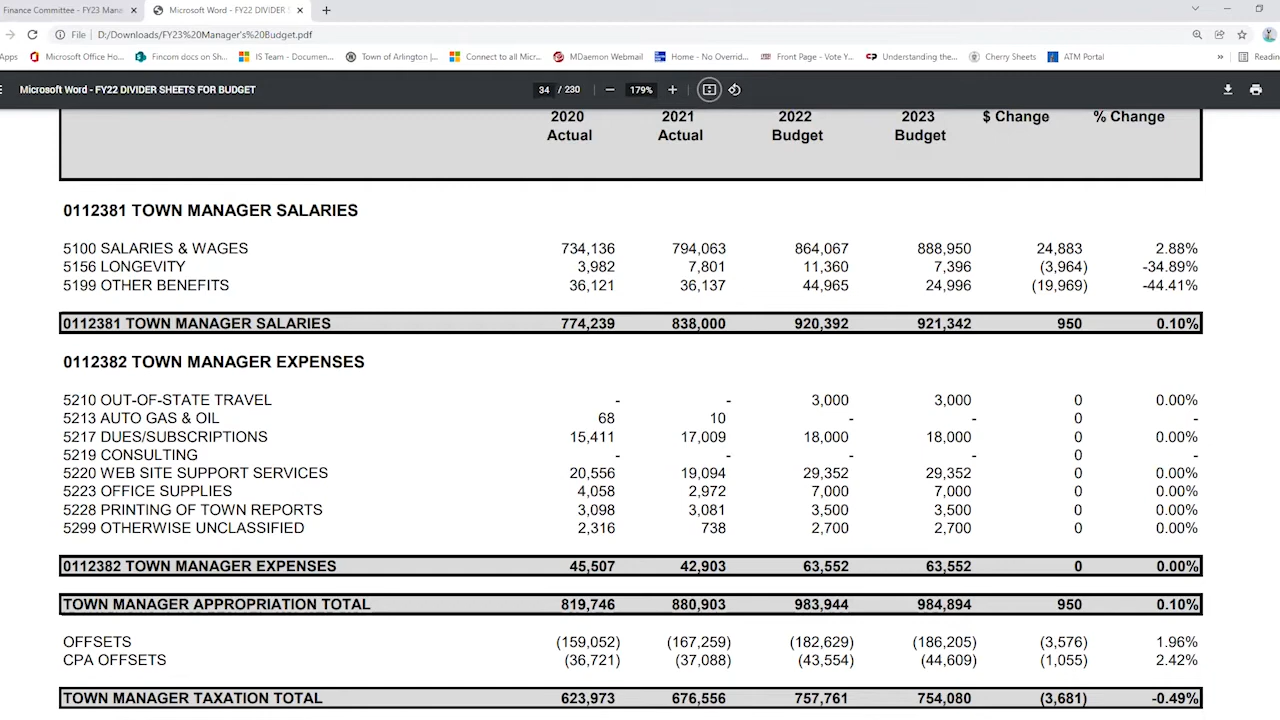 Finance Committee - FY23 Mana
Microsoft Word - FY22 DIVIDER S
File D:/Downloads/FY23%20Manager's%20Budget.pdf
Apps Microsoft Office Ho... Fincom docs on Sh... IS Team - Documen... Town of Arlington |... Connect to all Micr... MDaemon Webmail Home - No Overrid... Front Page - Vote Y... Understanding the... Cherry Sheets ATM Portal » Readin
Microsoft Word - FY22 DIVIDER SHEETS FOR BUDGET 34 / 230 179%
2020 2021 2022 2023 $ Change % Change
Actual Actual Budget Budget
0112381 TOWN MANAGER SALARIES
5100 SALARIES & WAGES 734,136 794,063 864,067 888,950 24,883 2.88%
5156 LONGEVITY 3,982 7,801 11,360 7,396 (3,964) -34.89%
5199 OTHER BENEFITS 36,121 36,137 44,965 24,996 (19,969) -44.41%
0112381 TOWN MANAGER SALARIES 774,239 838,000 920,392 921,342 950 0.10%
0112382 TOWN MANAGER EXPENSES
5210 OUT-OF-STATE TRAVEL - - 3,000 3,000 0 0.00%
5213 AUTO GAS & OIL 68 10 - - 0 -
5217 DUES/SUBSCRIPTIONS 15,411 17,009 18,000 18,000 0 0.00%
5219 CONSULTING - - - - 0 -
5220 WEB SITE SUPPORT SERVICES 20,556 19,094 29,352 29,352 0 0.00%
5223 OFFICE SUPPLIES 4,058 2,972 7,000 7,000 0 0.00%
5228 PRINTING OF TOWN REPORTS 3,098 3,081 3,500 3,500 0 0.00%
5299 OTHERWISE UNCLASSIFIED 2,316 738 2,700 2,700 0 0.00%
0112382 TOWN MANAGER EXPENSES 45,507 42,903 63,552 63,552 0 0.00%
TOWN MANAGER APPROPRIATION TOTAL 819,746 880,903 983,944 984,894 950 0.10%
OFFSETS (159,052) (167,259) (182,629) (186,205) (3,576) 1.96%
CPA OFFSETS (36,721) (37,088) (43,554) (44,609) (1,055) 2.42%
TOWN MANAGER TAXATION TOTAL 623,973 676,556 757,761 754,080 (3,681) -0.49%